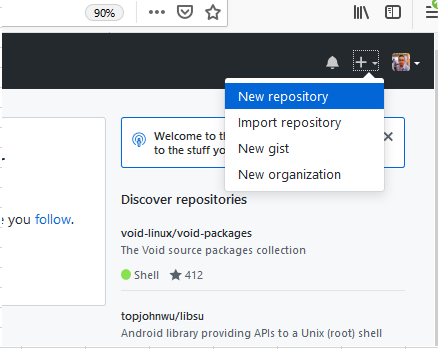 90%
New repository
Import repository
New gist
New organization
Welcome to th
to the stuff yo
.
e you follow.
Discover repositories
void-linux/void-packages
The Void source packages collection
Shell 412
topjohnwu/libsu
Android library providing APIs to a Unix (root) shell